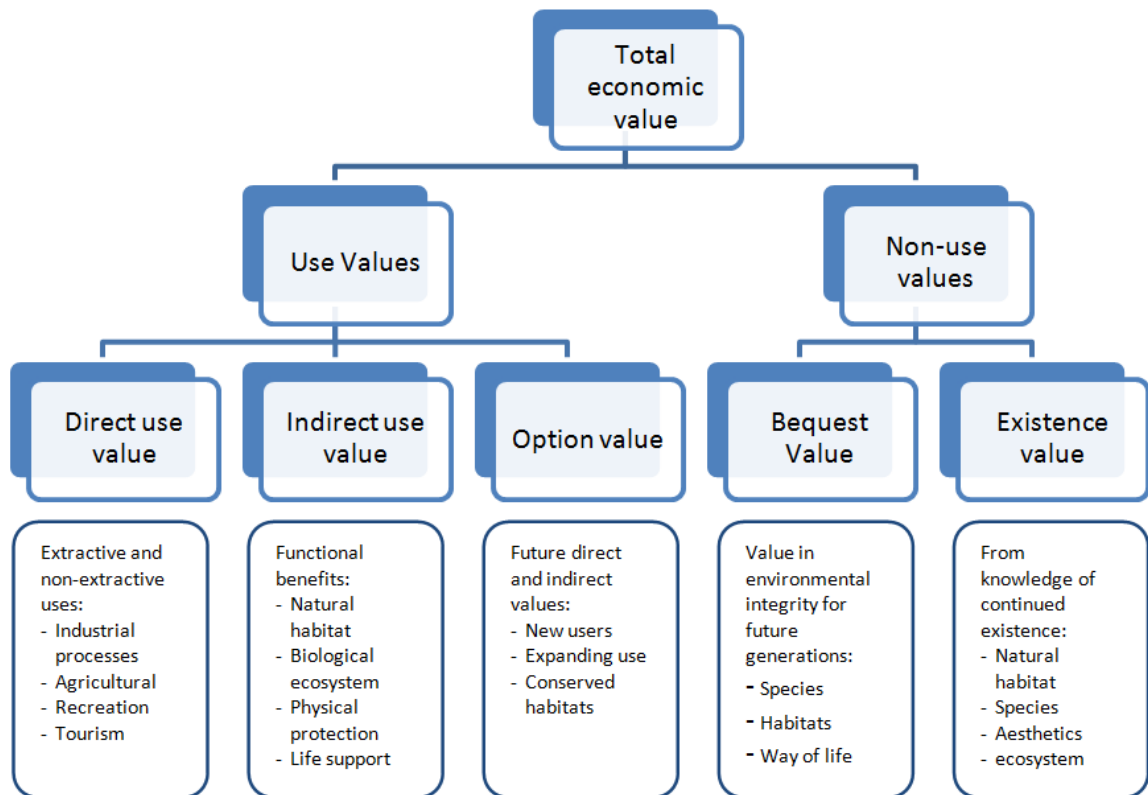 Total
economic
value
Use Values
Non-use
values
Direct use
value
Indirect use
value
Option value
Bequest
Value
Existence
value
Extractive and
non-extractive
uses:
- Industrial
processes
- Agricultural
- Recreation
- Tourism
Functional
benefits:
- Natural
habitat
- Biological
ecosystem
- Physical
protection
- Life support
Future direct
and indirect
values:
- New users
- Expanding use
- Conserved
habitats
Value in
environmental
integrity for
future
generations:
- Species
- Habitats
- Way of life
From
knowledge of
continued
existence:
- Natural
habitat
- Species
- Aesthetics
- ecosystem